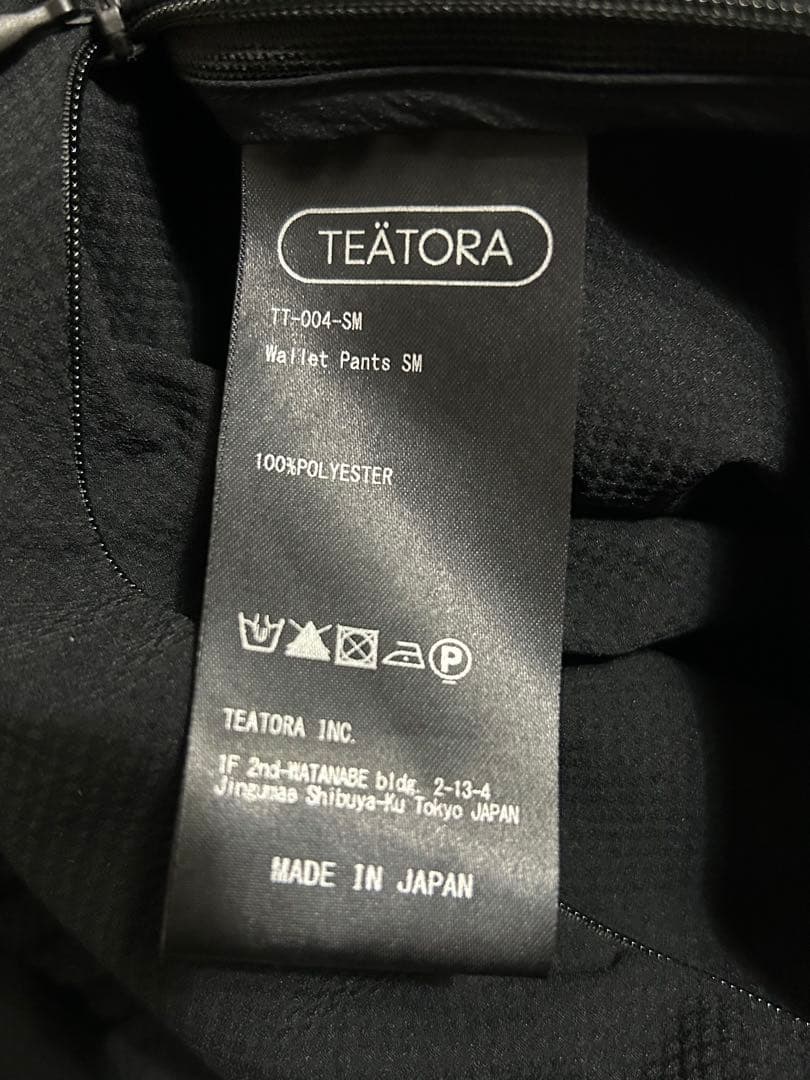 TEÄTORA
TT-004-SM
Wallet Pants SM
100%POLYESTER
P
TEATORA INC.
1F 2nd-WATANABE bldg. 2-13-4
Jingumae Shibuya-Ku Tokyo JAPAN
MADE IN JAPAN